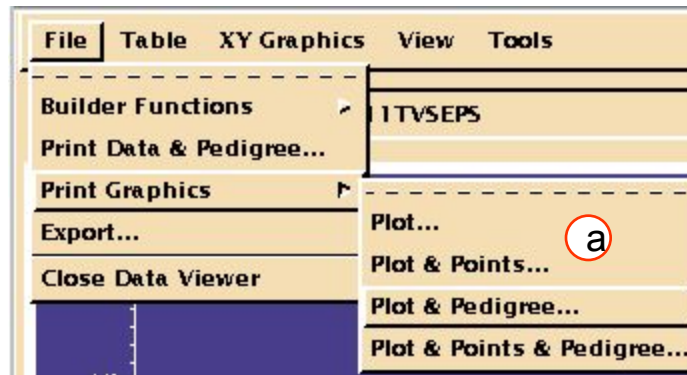 File Table XY Graphics View Tools
Builder Functions
11TVSEPS
Print Data & Pedigree...
Print Graphics
Plot...
a
Export...
Plot & Points...
Close Data Viewer
Plot & Pedigree...
Plot & Points & Pedigree...